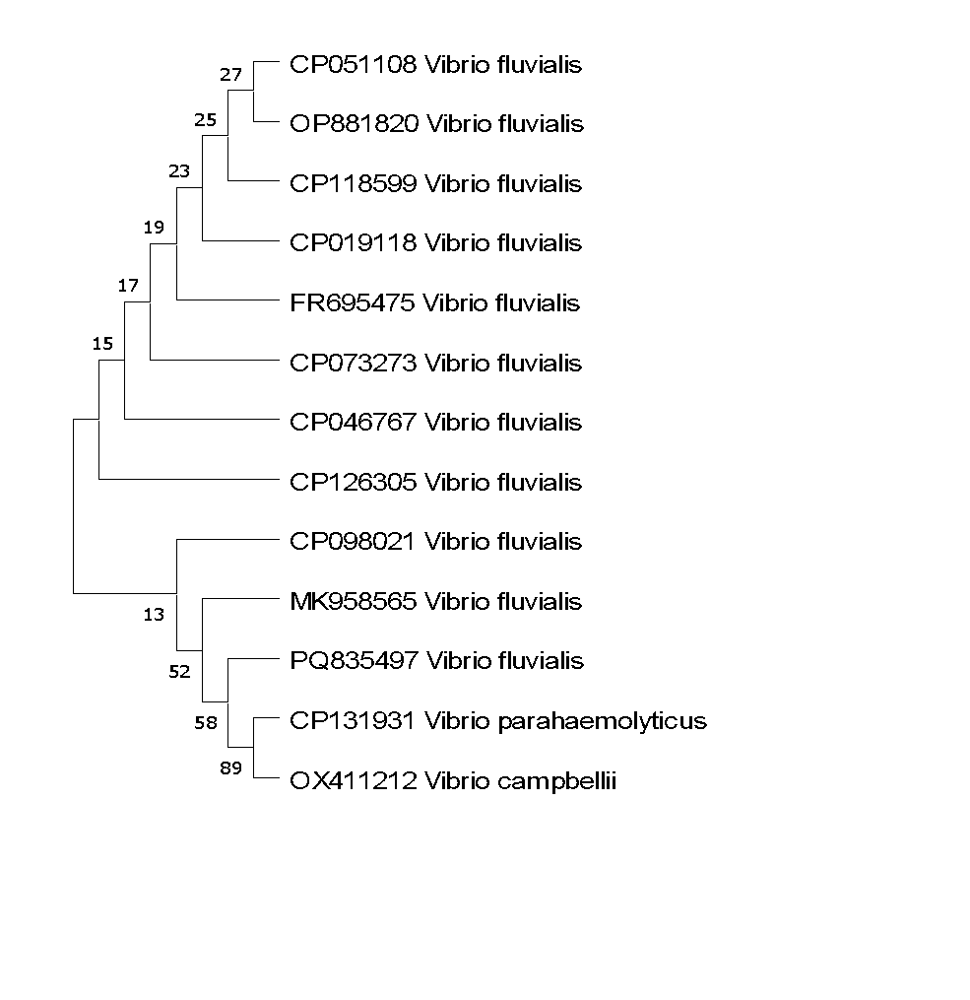 27
CP051108 Vibrio fluvialis
25
OP881820 Vibrio fluvialis
23
CP118599 Vibrio fluvialis
19
CP019118 Vibrio fluvialis
17
FR695475 Vibrio fluvialis
15
CP073273 Vibrio fluvialis
CP046767 Vibrio fluvialis
CP126305 Vibrio fluvialis
CP098021 Vibrio fluvialis
13
MK958565 Vibrio fluvialis
52
PQ835497 Vibrio fluvialis
58
CP131931 Vibrio parahaemolyticus
89
OX411212 Vibrio campbellii